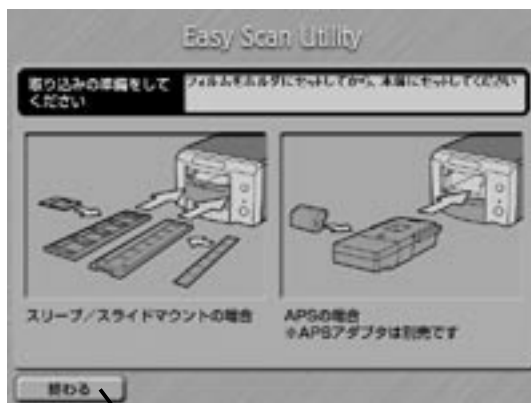 Easy Scan Utility
取り込みの準備をして
ください
フィルムをホルダにセットしてから、本体にセットしてください
スリーブ/スライドマウントの場合
APSの場合
※APSアダプタは別売です
終わる